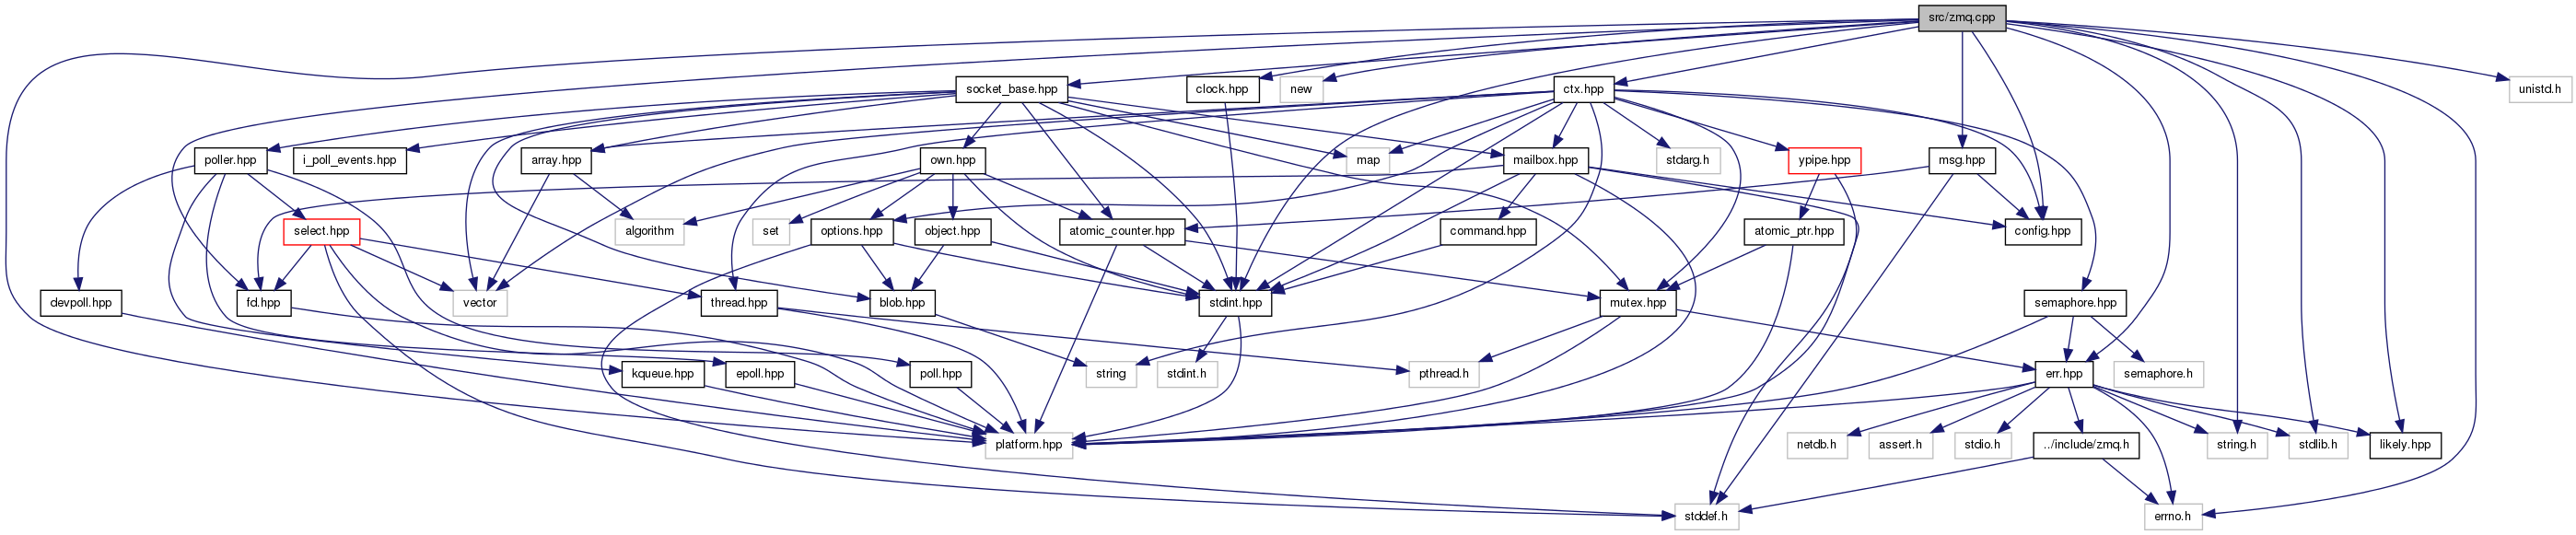 src/zmq.cpp
socket_base.hpp
clock.hpp
new
ctx.hpp
unistd.h
poller.hpp
i_poll_events.hpp
array.hpp
own.hpp
map
mailbox.hpp
stdarg.h
ypipe.hpp
msg.hpp
select.hpp
algorithm
set
options.hpp
object.hpp
atomic_counter.hpp
command.hpp
atomic_ptr.hpp
config.hpp
devpoll.hpp
fd.hpp
vector
thread.hpp
blob.hpp
stdint.hpp
mutex.hpp
semaphore.hpp
kqueue.hpp
epoll.hpp
poll.hpp
string
stdint.h
pthread.h
err.hpp
semaphore.h
platform.hpp
netdb.h
assert.h
stdio.h
../include/zmq.h
string.h
stdlib.h
likely.hpp
stddef.h
errno.h